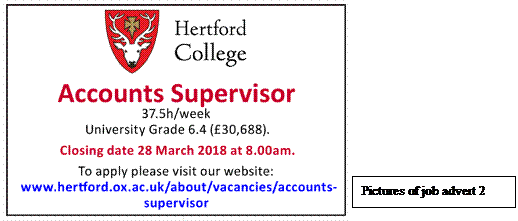 Hertford
College
Accounts Supervisor
37.5h/week
University Grade 6.4 (£30,688).
Closing date 28 March 2018 at 8.00am.
To apply please visit our website:
www.hertford.ox.ac.uk/about/vacancies/accounts-
supervisor
Pictures of job advert 2